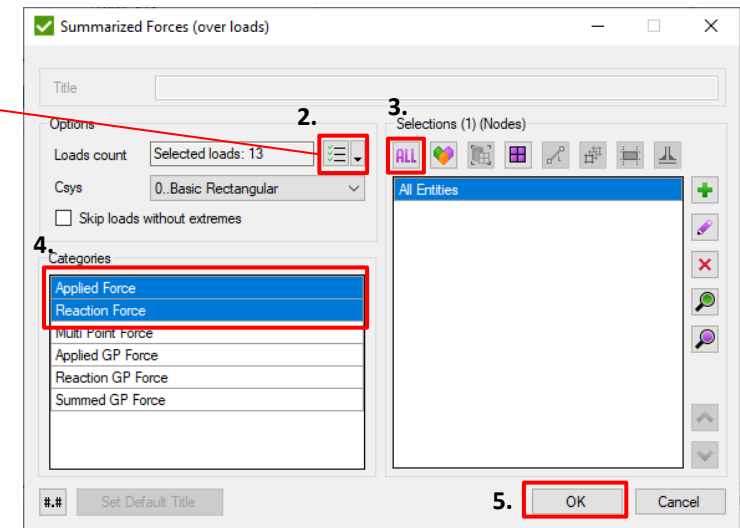 Summarized Forces (over loads)
Title
2.
3.
Options
Selections (1) (Nodes)
Loads count
Selected loads: 13
ALL
Csys
0..Basic Rectangular
All Entities
Skip loads without extremes
4.
Categories
Applied Force
Reaction Force
Multi Point Force
Applied GP Force
Reaction GP Force
Summed GP Force
#.#
Set Default Title
5.
OK
Cancel